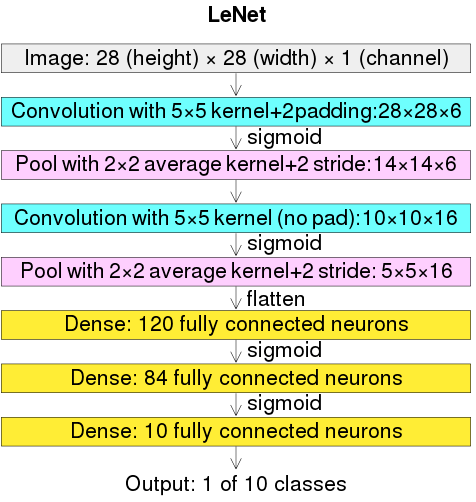 LeNet
Image: 28 (height) × 28 (width) × 1 (channel)
Convolution with 5×5 kernel+2padding:28×28×6
sigmoid
Pool with 2×2 average kernel+2 stride:14×14×6
Convolution with 5×5 kernel (no pad):10×10×16
sigmoid
Pool with 2×2 average kernel+2 stride: 5×5×16
flatten
Dense: 120 fully connected neurons
sigmoid
Dense: 84 fully connected neurons
sigmoid
Dense: 10 fully connected neurons
Output: 1 of 10 classes